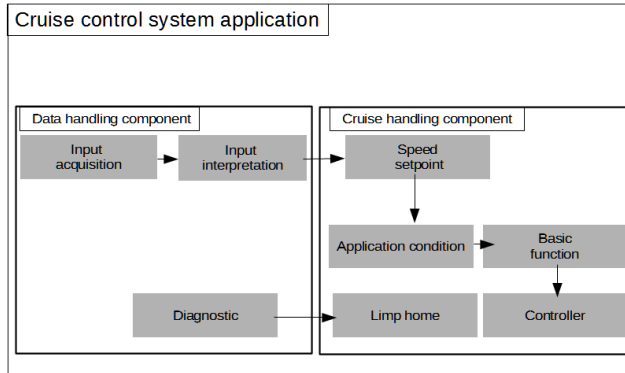 Cruise control system application
Data handling component
Input
acquisition
Input
interpretation
Diagnostic
Cruise handling component
Speed
setpoint
Application condition
Basic
function
Limp home
Controller